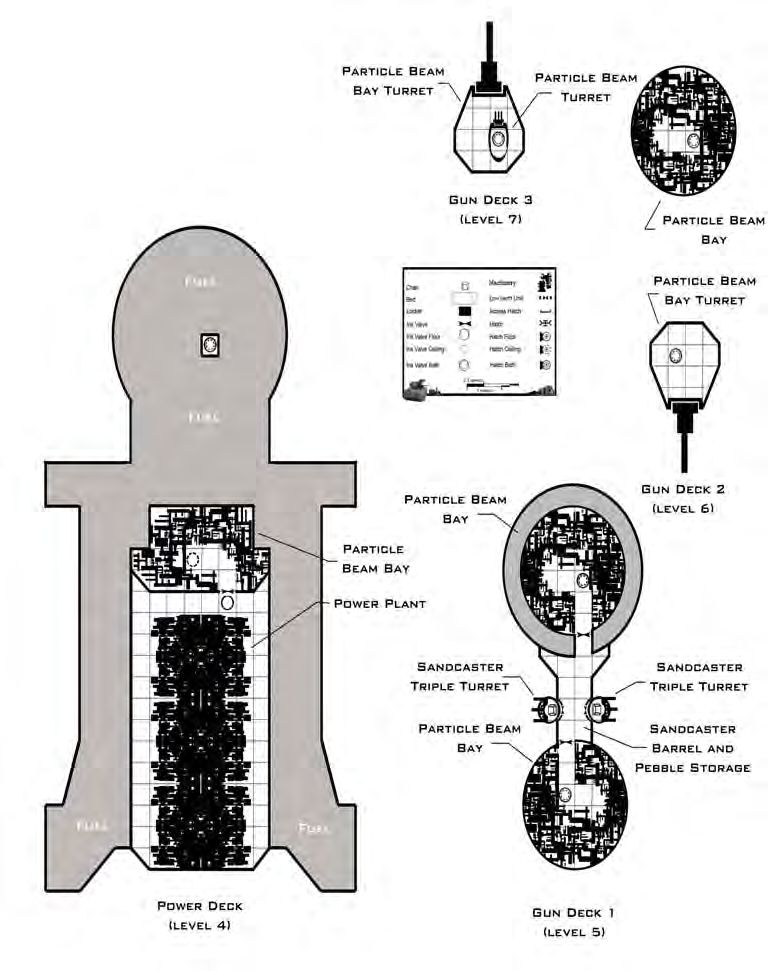 PARTICLE BEAM
BAY TURRET
PARTICLE BEAM
TURRET
GUN DECK 3
(LEVEL 7)
PARTICLE BEAM
BAY
FUEL
FUEL
Chair
Bed
Locker
Iris Valve
Iris Valve Floor
Iris Valve Ceiling
Iris Valve Both
Machinery
Low Berth Unit
Access Hatch
Hatch
Hatch Floor
Hatch Ceiling
Hatch Both
PARTICLE BEAM
BAY TURRET
GUN DECK 2
(LEVEL 6)
PARTICLE
BEAM BAY
POWER PLANT
FUEL
FUEL
POWER DECK
(LEVEL 4)
PARTICLE BEAM
BAY
SANDCASTER
TRIPLE TURRET
SANDCASTER
TRIPLE TURRET
PARTICLE BEAM
BAY
SANDCASTER
BARREL AND
PEBBLE STORAGE
GUN DECK 1
(LEVEL 5)